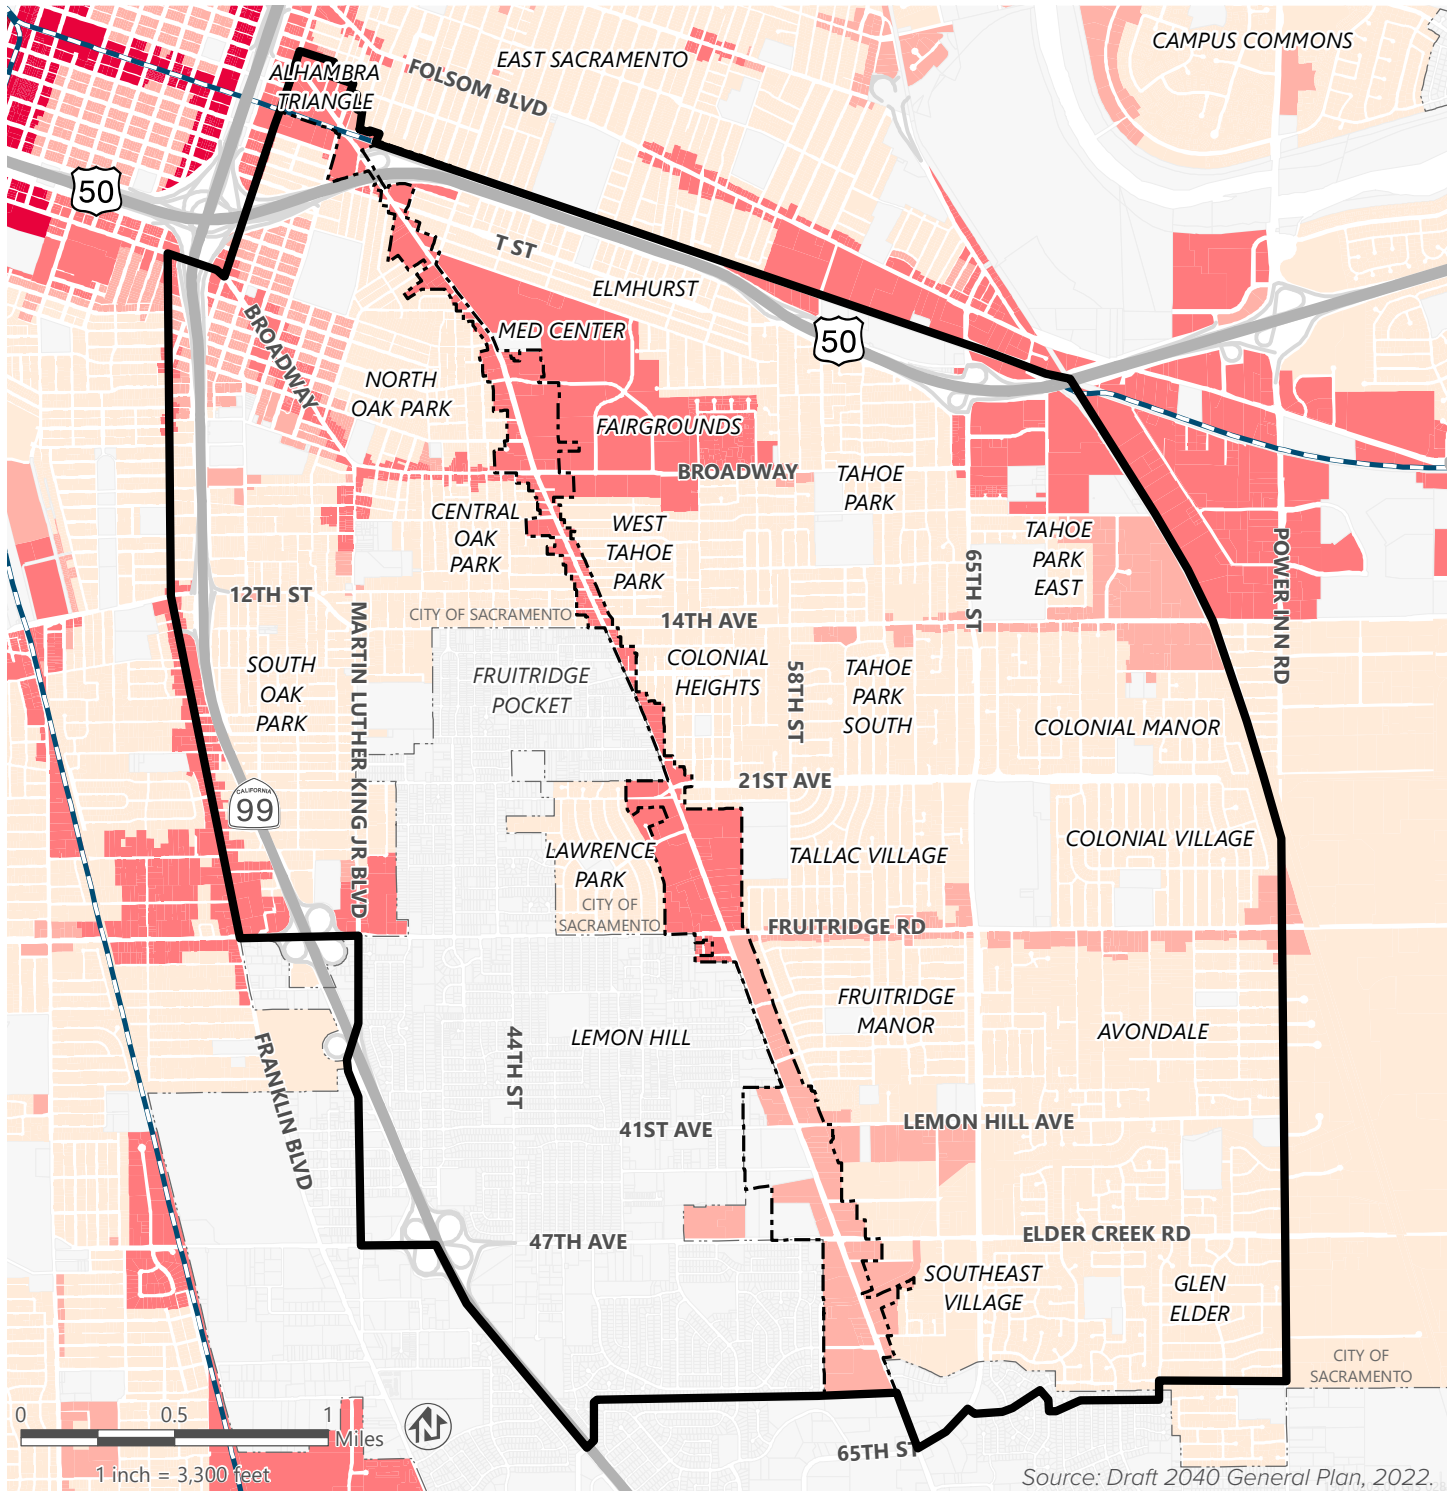 CAMPUS COMMONS
EAST SACRAMENTO
ALHAMBRA
TRIANGLE
FOLSOM BLVD
50
T ST
ELMHURST
MED CENTER
50
BROADWAY
NORTH
OAK PARK
FAIRGROUNDS
BROADWAY
TAHOE
PARK
CENTRAL
OAK
PARK
WEST
TAHOE
PARK
TAHOE
PARK
EAST
65TH ST
POWER INN RD
12TH ST
CITY OF SACRAMENTO
14TH AVE
MARTIN LUTHER KING JR BLVD
SOUTH
OAK
PARK
FRUITRIDGE
POCKET
COLONIAL
HEIGHTS
58TH ST
TAHOE
PARK
SOUTH
COLONIAL MANOR
21ST AVE
CALIFORNIA
99
LAWRENCE
PARK
TALLAC VILLAGE
COLONIAL VILLAGE
CITY OF
SACRAMENTO
FRUITRIDGE RD
FRUITRIDGE
MANOR
AVONDALE
LEMON HILL
44TH ST
FRANKLIN BLVD
41ST AVE
LEMON HILL AVE
47TH AVE
ELDER CREEK RD
SOUTHEAST
VILLAGE
GLEN
ELDER
CITY OF
SACRAMENTO
0 0.5 1
Miles
N
1 inch = 3,300 feet
65TH ST
Source: Draft 2040 General Plan, 2022.